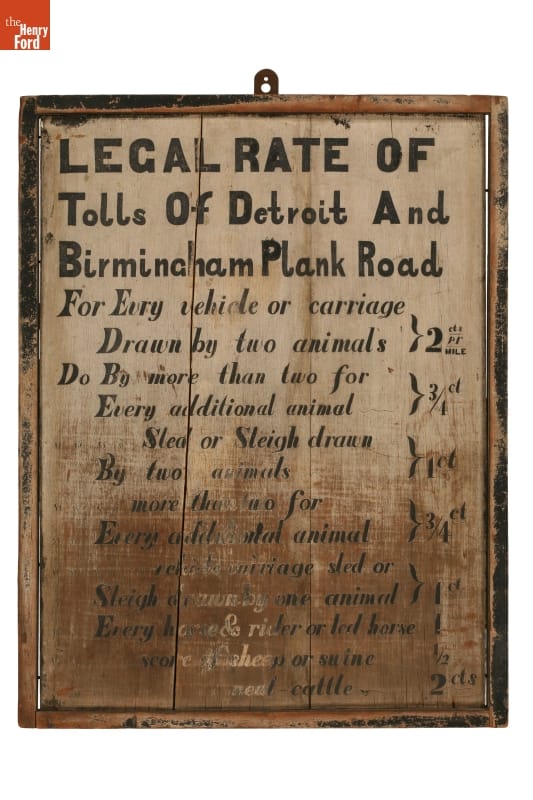 the
Henry
Ford
LEGAL RATE OF
Tolls Of Detroit And
Birmingham Plank Road
For Evry vehicle or carriage
Drawn by two animals } 2 cts pr MILE
Do By more than two for
Every additional animal } 3/4 ct
Sled or Sleigh drawn
By two animals } 1 ct
more than two for
Every additional animal } 3/4 ct
carriage sled or
Sleigh drawn by one animal } 1 ct
Every horse & rider or led horse
score of sheep or swine 1/2
neat-cattle 2 cts